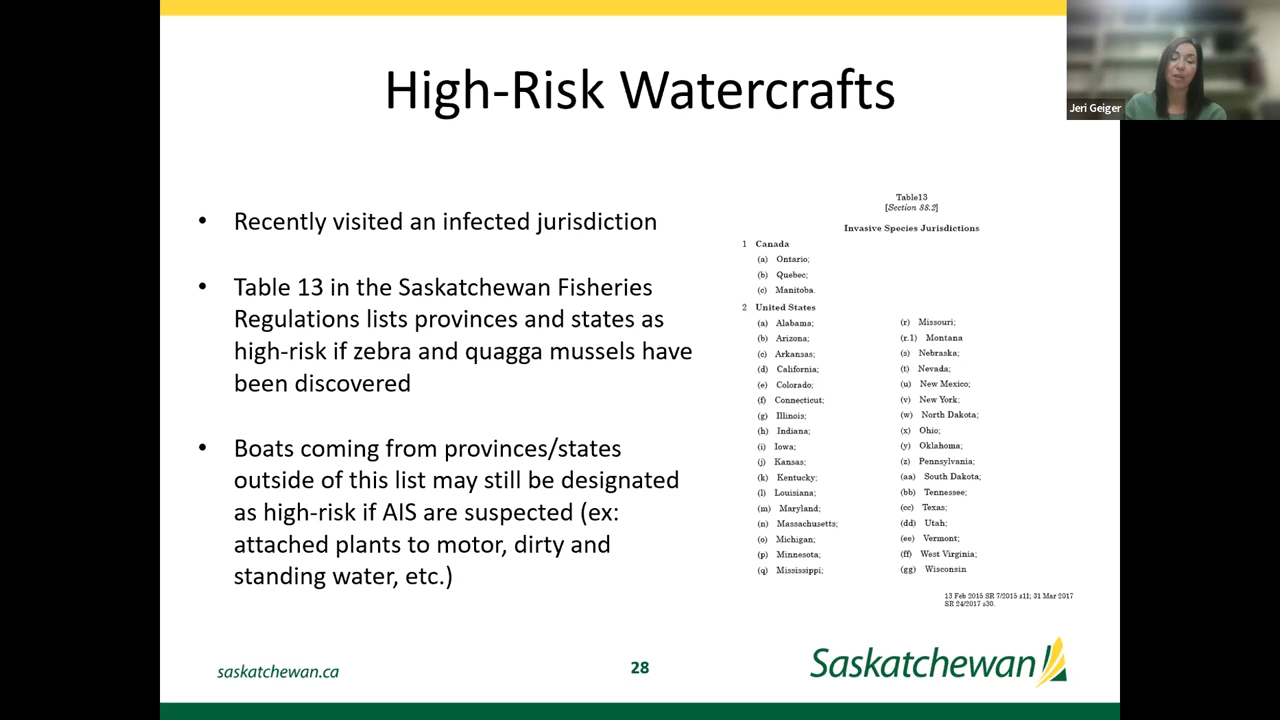 High-Risk Watercrafts
Jeri Geiger
• Recently visited an infected jurisdiction
• Table 13 in the Saskatchewan Fisheries
Regulations lists provinces and states as
high-risk if zebra and quagga mussels have
been discovered
• Boats coming from provinces/states
outside of this list may still be designated
as high-risk if AIS are suspected (ex:
attached plants to motor, dirty and
standing water, etc.)
Table13
[Section 88.2]
Invasive Species Jurisdictions
1 Canada
(a) Ontario;
(b) Quebec;
(c) Manitoba.
2 United States
(a) Alabama;
(b) Arizona;
(c) Arkansas;
(d) California;
(e) Colorado;
(f) Connecticut;
(g) Illinois;
(h) Indiana;
(i) Iowa;
(j) Kansas;
(k) Kentucky;
(l) Louisiana;
(m) Maryland;
(n) Massachusetts;
(o) Michigan;
(p) Minnesota;
(q) Mississippi;
(r) Missouri;
(r.1) Montana
(s) Nebraska;
(t) Nevada;
(u) New Mexico;
(v) New York;
(w) North Dakota;
(x) Ohio;
(y) Oklahoma;
(z) Pennsylvania;
(aa) South Dakota;
(bb) Tennessee;
(cc) Texas;
(dd) Utah;
(ee) Vermont;
(ff) West Virginia;
(gg) Wisconsin
13 Feb 2015 SR 7/2015 s11; 31 Mar 2017
SR 24/2017 s30.
saskatchewan.ca
28
Saskatchewan